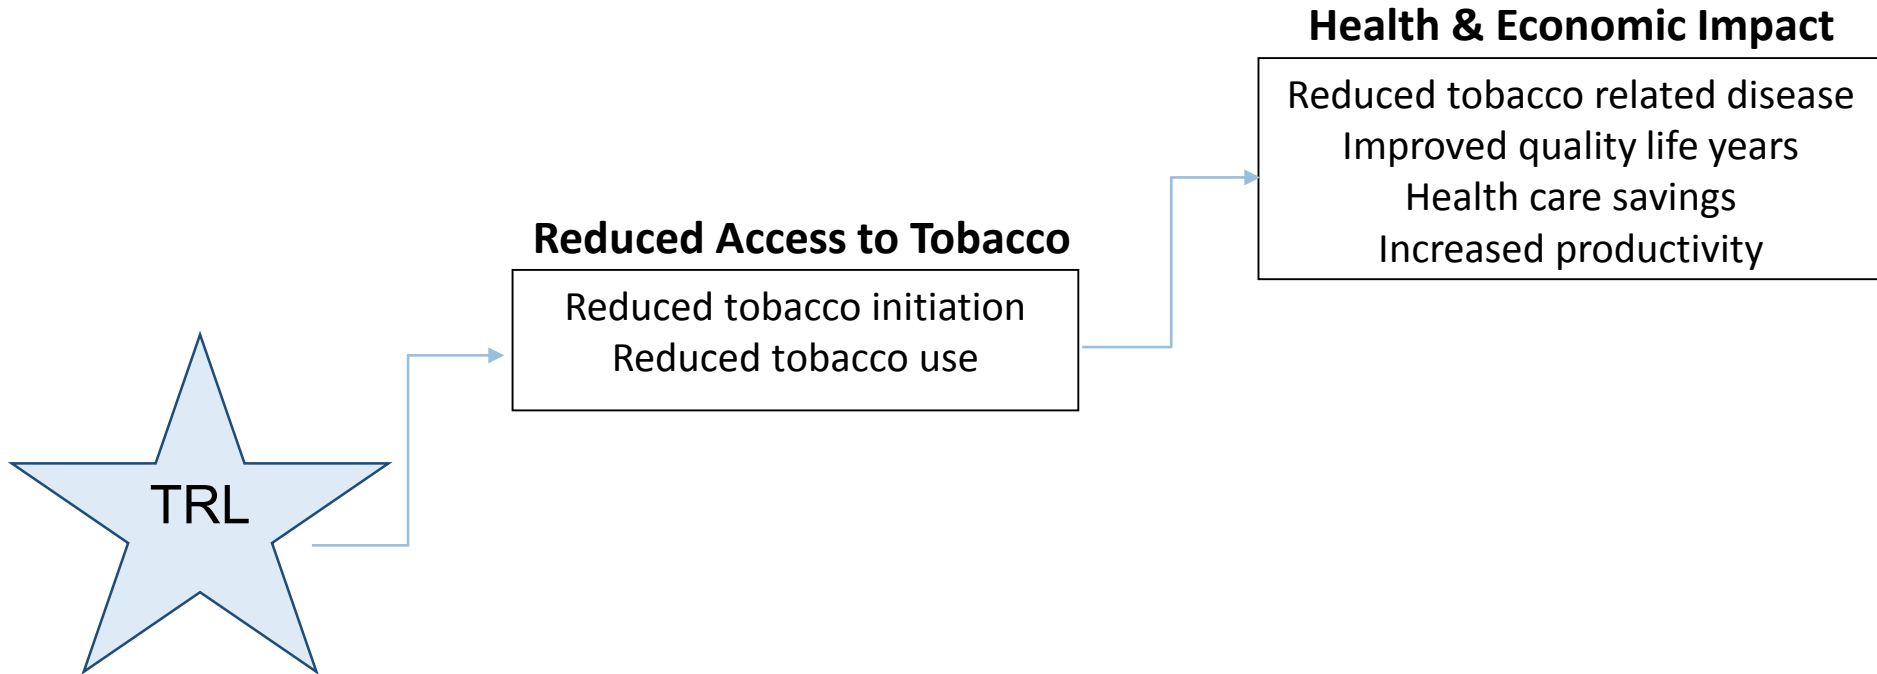 Health & Economic Impact
Reduced tobacco related disease
Improved quality life years
Health care savings
Increased productivity
Reduced Access to Tobacco
Reduced tobacco initiation
Reduced tobacco use
TRL